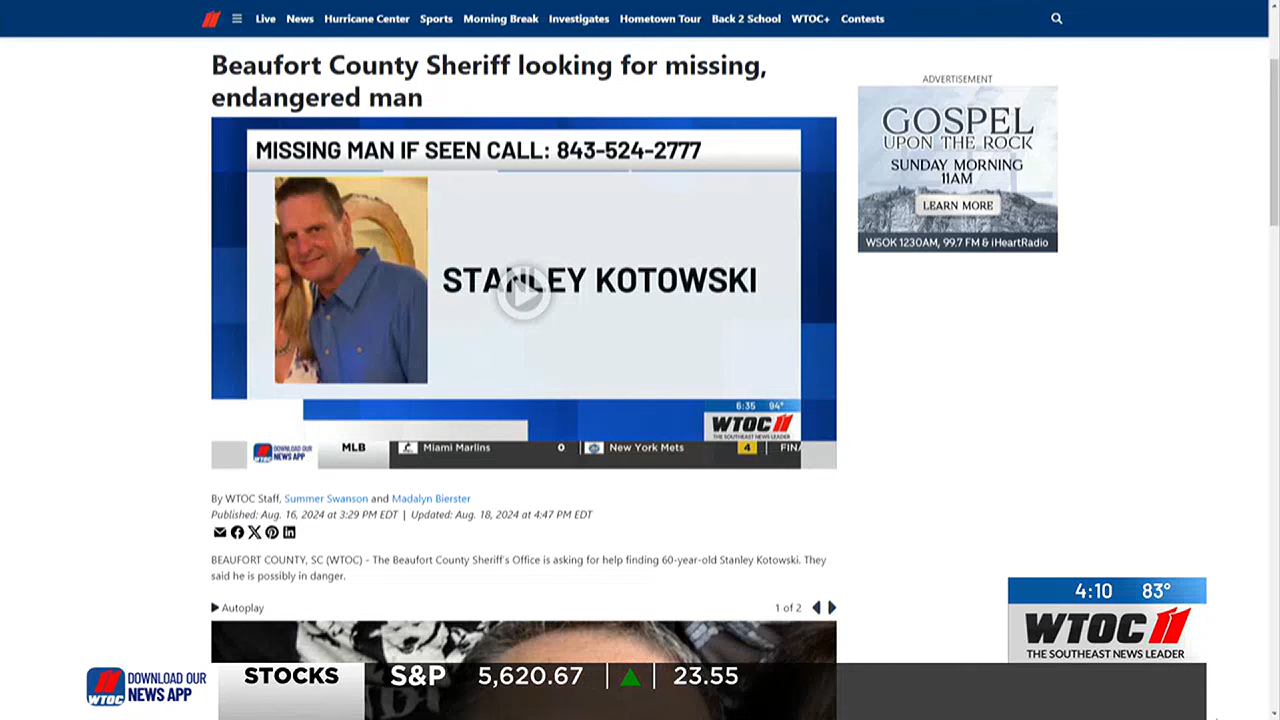 Live News Hurricane Center Sports Morning Break Investigates Hometown Tour Back 2 School WTOC+ Contests
Beaufort County Sheriff looking for missing,
endangered man
MISSING MAN IF SEEN CALL: 843-524-2777
STANLEY KOTOWSKI
6:35 94°
WTOC 11
THE SOUTHEAST NEWS LEADER
WTOC
DOWNLOAD OUR
NEWS APP
MLB Miami Marlins 0 New York Mets 4 FINA
ADVERTISEMENT
GOSPEL
UPON THE ROCK
SUNDAY MORNING
11AM
LEARN MORE
WSOK 1230AM, 99.7 FM & iHeartRadio
By WTOC Staff, Summer Swanson and Madalyn Bierster
Published: Aug. 16, 2024 at 3:29 PM EDT | Updated: Aug. 18, 2024 at 4:47 PM EDT
BEAUFORT COUNTY, SC (WTOC) - The Beaufort County Sheriff's Office is asking for help finding 60-year-old Stanley Kotowski. They
said he is possibly in danger.
Autoplay 1 of 2
4:10 83°
WTOC 11
THE SOUTHEAST NEWS LEADER
WTOC
DOWNLOAD OUR
NEWS APP
STOCKS S&P 5,620.67 23.55